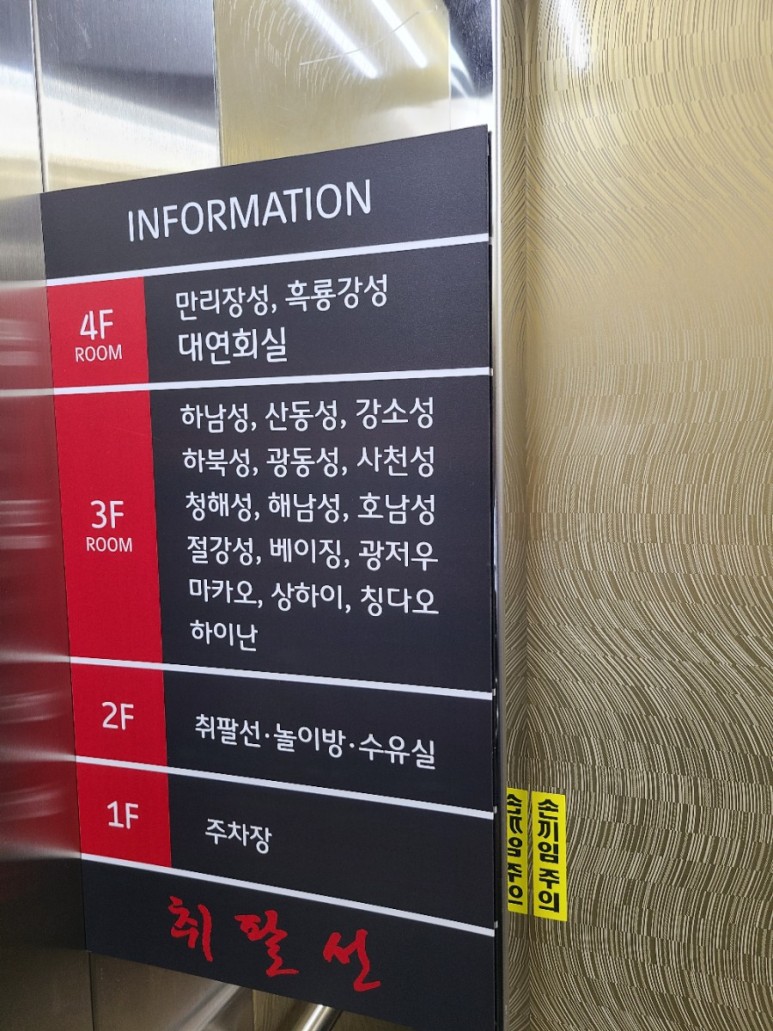 INFORMATION
4F
ROOM
만리장성, 흑룡강성
대연회실
3F
ROOM
하남성, 산동성, 강소성
하북성, 광동성, 사천성
청해성, 해남성, 호남성
절강성, 베이징, 광저우
마카오, 상하이, 칭다오
하이난
2F
취팔선·놀이방·수유실
1F
주차장
취팔선
손끼임 주의
손끼임 주의